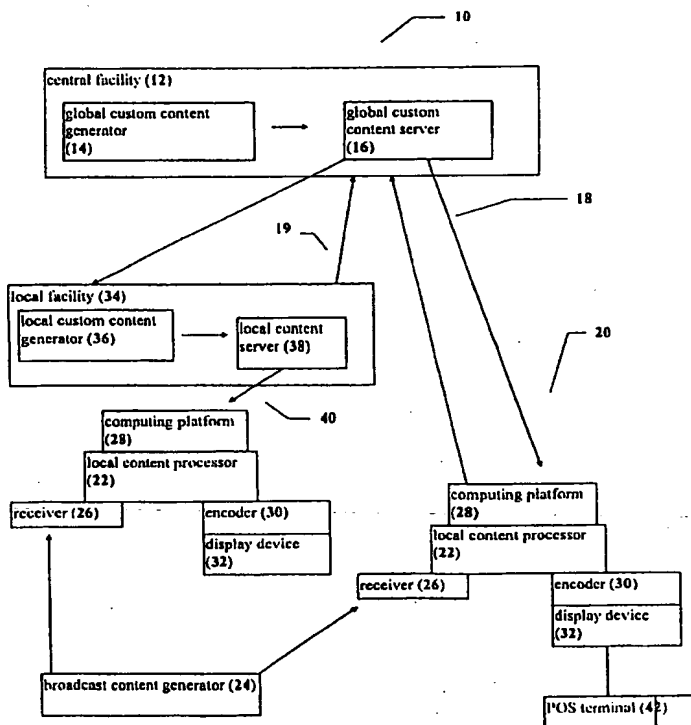 10
central facility (12)
global custom content
generator
(14)
global custom
content server
(16)
18
19
local facility (34)
local custom content
generator (36)
local content
server (38)
20
40
computing platform
(28)
local content processor
(22)
receiver (26)
encoder (30)
display device
(32)
computing platform
(28)
local content processor
(22)
receiver (26)
encoder (30)
display device
(32)
broadcast content generator (24)
POS terminal (42)